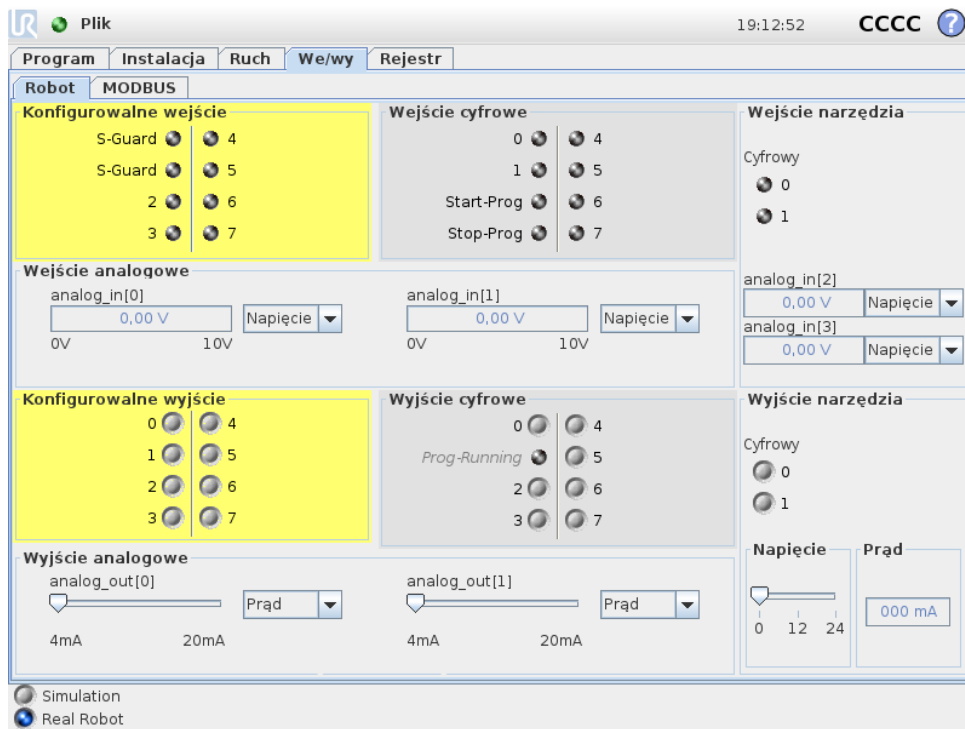 UR Plik 19:12:52 CCCC ?
Program Instalacja Ruch We/wy Rejestr
Robot MODBUS
Konfigurowalne wejście
S-Guard 4
S-Guard 5
2 6
3 7
Wejście cyfrowe
0 4
1 5
Start-Prog 6
Stop-Prog 7
Wejście narzędzia
Cyfrowy
0
1
analog_in[2]
0,00 V Napięcie
analog_in[3]
0,00 V Napięcie
Wejście analogowe
analog_in[0]
0,00 V Napięcie
0V 10V
analog_in[1]
0,00 V Napięcie
0V 10V
Konfigurowalne wyjście
0 4
1 5
2 6
3 7
Wyjście cyfrowe
0 4
Prog-Running 5
2 6
3 7
Wyjście narzędzia
Cyfrowy
0
1
Napięcie
0 12 24
Prąd
000 mA
Wyjście analogowe
analog_out[0]
Prąd
4mA 20mA
analog_out[1]
Prąd
4mA 20mA
Simulation
Real Robot